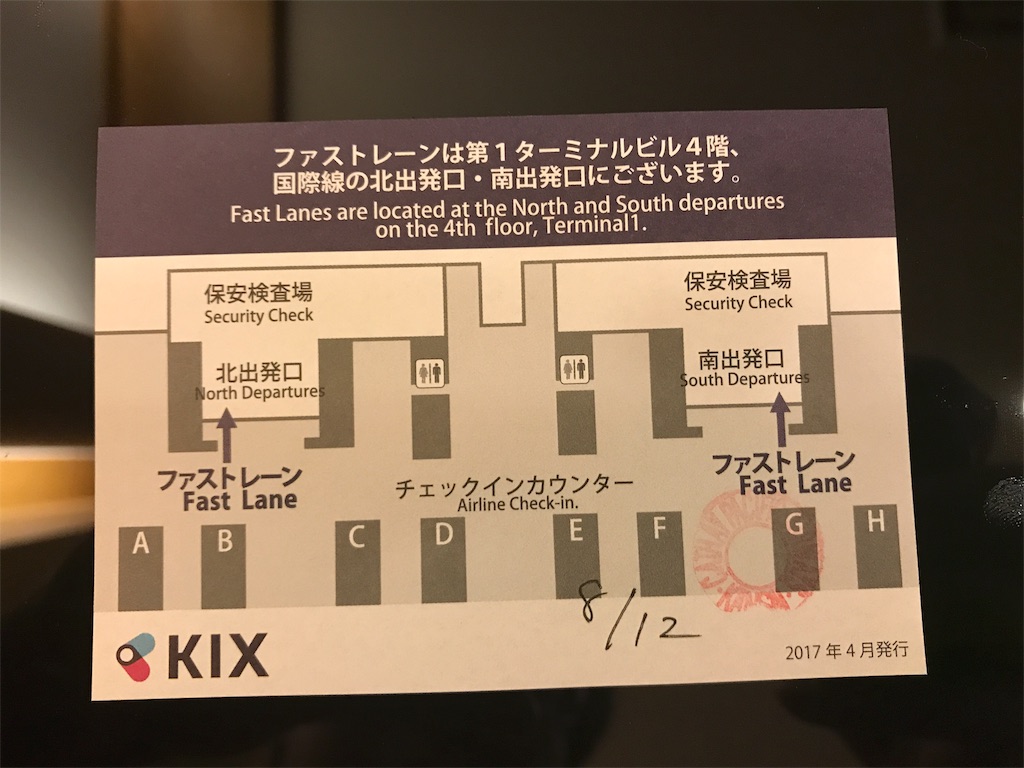 ファストレーンは第1ターミナルビル4階、
国際線の北出発口・南出発口にございます。
Fast Lanes are located at the North and South departures
on the 4th floor, Terminal1.
保安検査場
Security Check
保安検査場
Security Check
北出発口
North Departures
南出発口
South Departures
ファストレーン
Fast Lane
チェックインカウンター
Airline Check-in.
ファストレーン
Fast Lane
A B C D E F G H
8/12
KIX
2017年4月発行